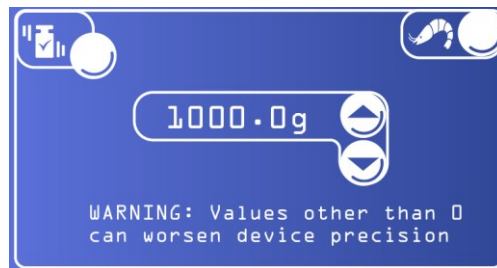 1000.0g
WARNING: Values other than 0
can worsen device precision